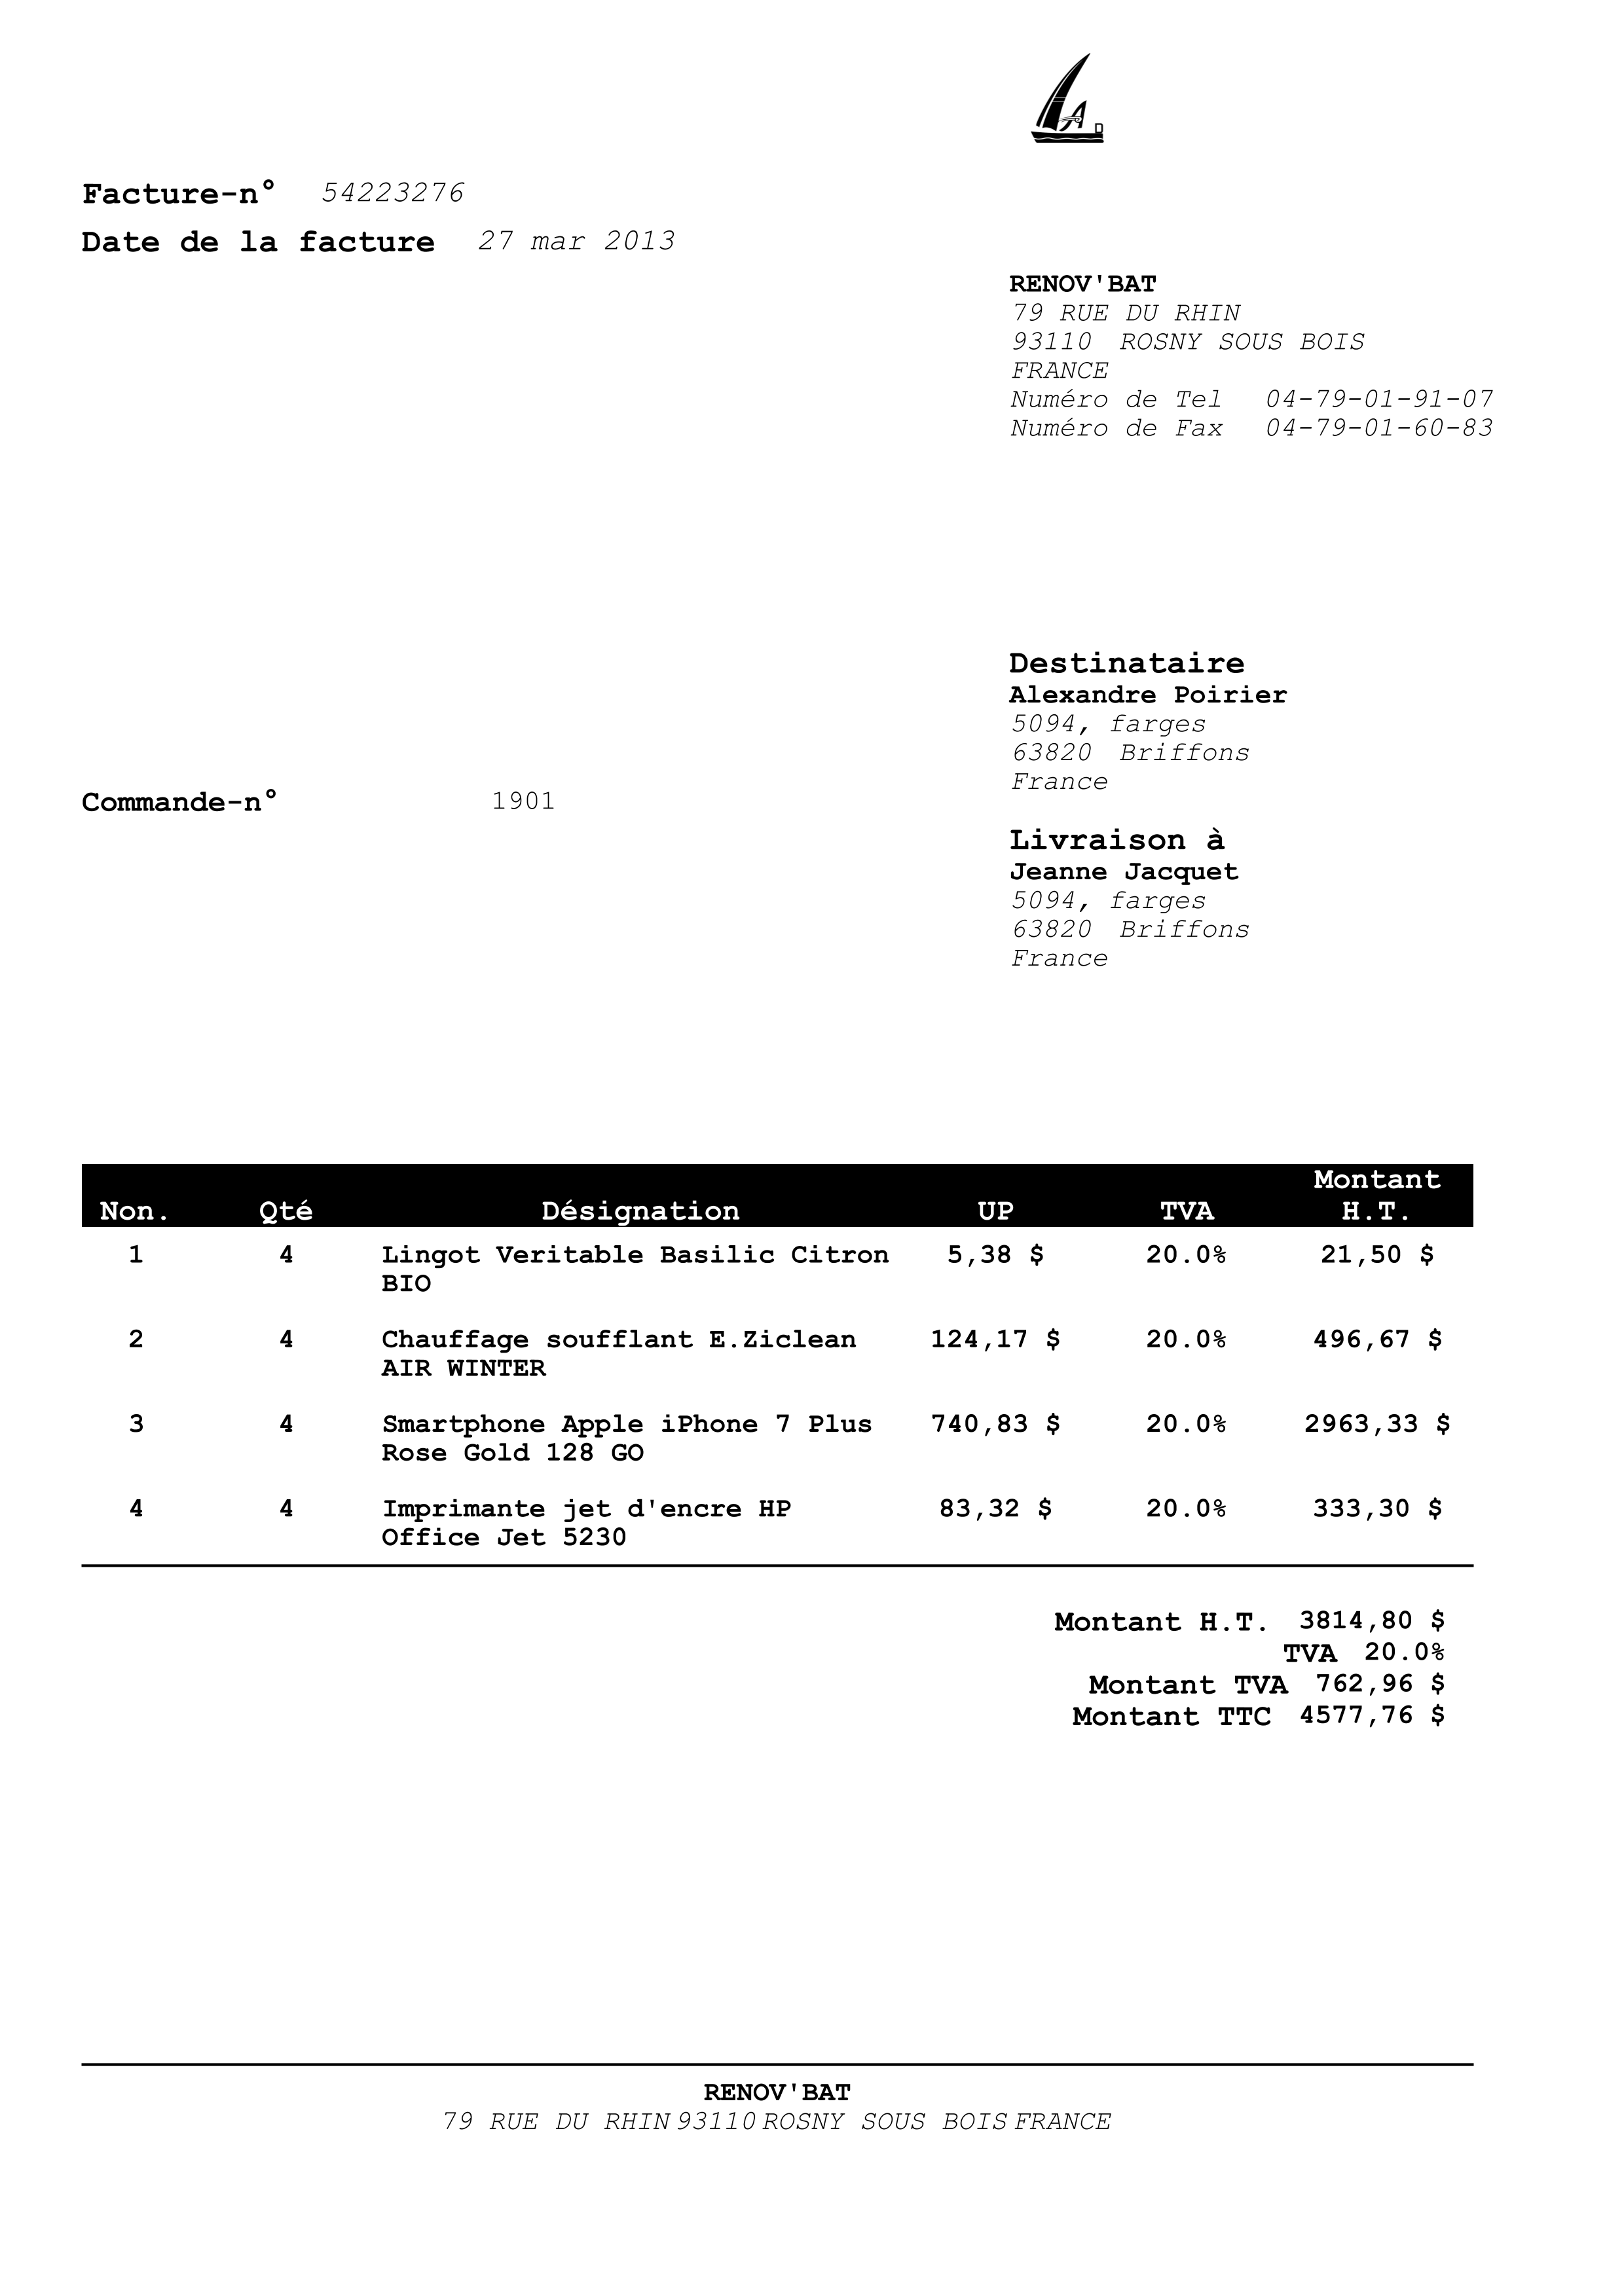 A D
Facture-n° 54223276
Date de la facture 27 mar 2013
RENOV'BAT
79 RUE DU RHIN
93110 ROSNY SOUS BOIS
FRANCE
Numéro de Tel 04-79-01-91-07
Numéro de Fax 04-79-01-60-83
Destinataire
Alexandre Poirier
5094, farges
63820 Briffons
France
Commande-n° 1901
Livraison à
Jeanne Jacquet
5094, farges
63820 Briffons
France
Montant
Non. Qté Désignation UP TVA H.T.
1 4 Lingot Veritable Basilic Citron 5,38 $ 20.0% 21,50 $
BIO
2 4 Chauffage soufflant E.Ziclean 124,17 $ 20.0% 496,67 $
AIR WINTER
3 4 Smartphone Apple iPhone 7 Plus 740,83 $ 20.0% 2963,33 $
Rose Gold 128 GO
4 4 Imprimante jet d'encre HP 83,32 $ 20.0% 333,30 $
Office Jet 5230
Montant H.T. 3814,80 $
TVA 20.0%
Montant TVA 762,96 $
Montant TTC 4577,76 $
RENOV'BAT
79 RUE DU RHIN 93110 ROSNY SOUS BOIS FRANCE